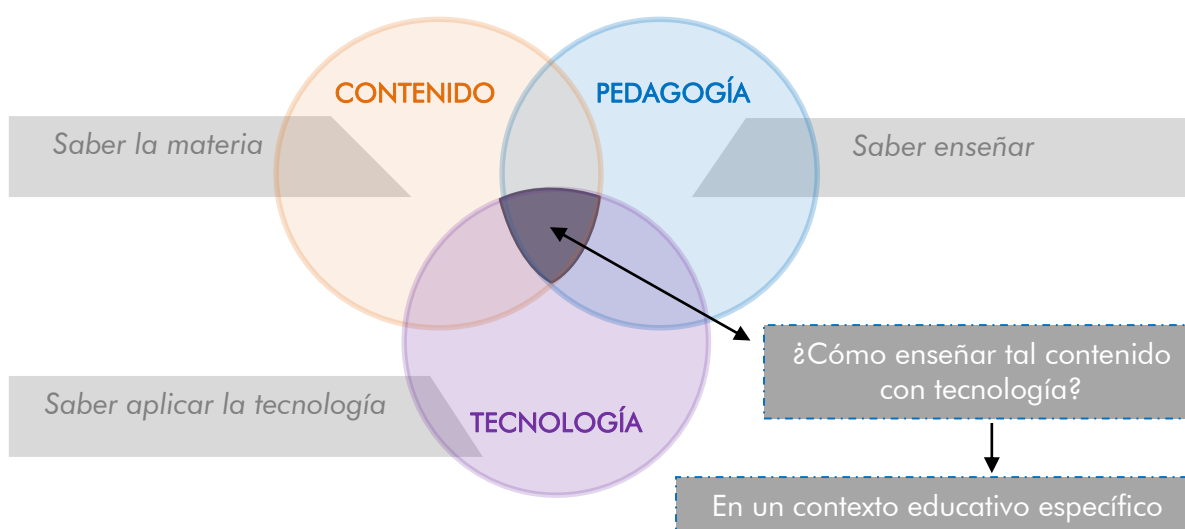 CONTENIDO
PEDAGOGÍA
Saber la materia
Saber enseñar
¿Cómo enseñar tal contenido
con tecnología?
Saber aplicar la tecnología
TECNOLOGÍA
En un contexto educativo específico